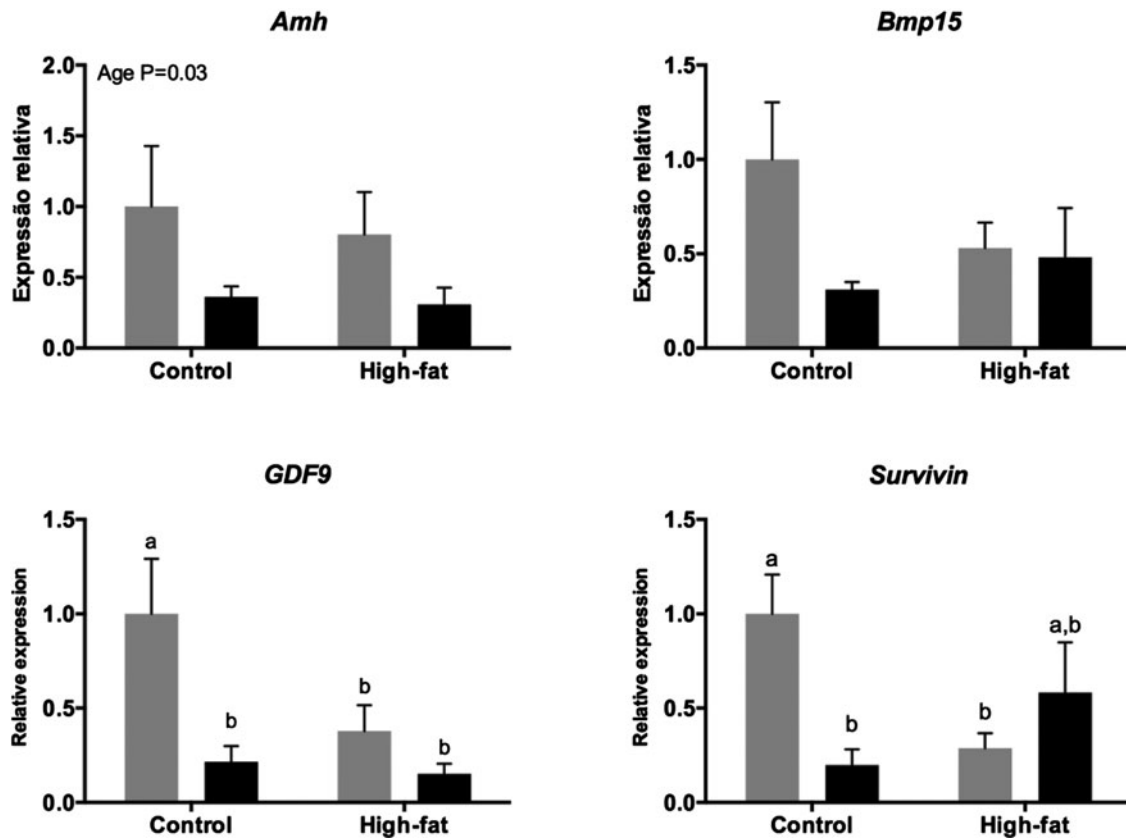 Amh
Age P=0.03
Expressão relativa
2.0
1.5
1.0
0.5
0.0
Control
High-fat
Bmp15
Expressão relativa
1.5
1.0
0.5
0.0
Control
High-fat
GDF9
Relative expression
1.5
1.0
0.5
0.0
a
b
b
b
Control
High-fat
Survivin
Relative expression
1.5
1.0
0.5
0.0
a
b
b
a,b
Control
High-fat